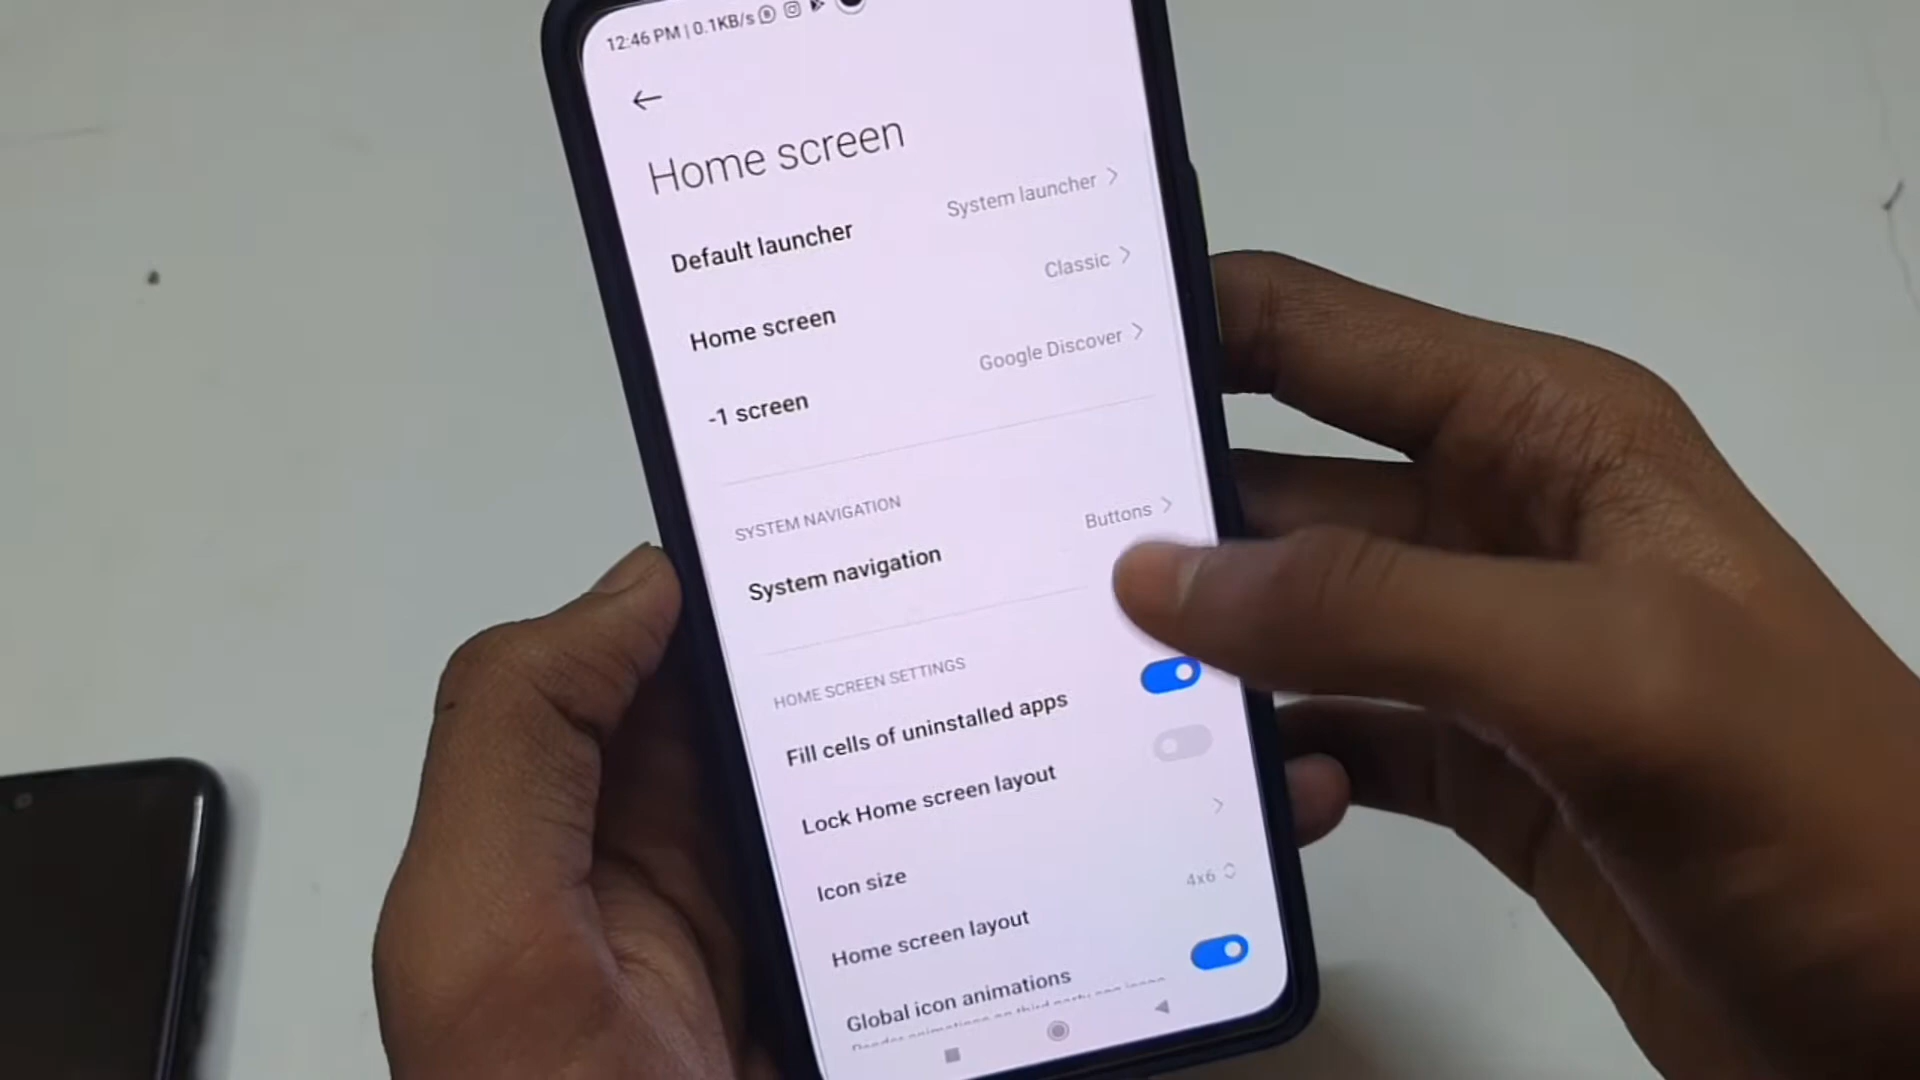 12:46 PM | 0.1KB/s
Home screen
Default launcher System launcher
Home screen Classic
-1 screen Google Discover
SYSTEM NAVIGATION
System navigation Buttons
HOME SCREEN SETTINGS
Fill cells of uninstalled apps
Lock Home screen layout
Icon size
Home screen layout 4x6
Global icon animations